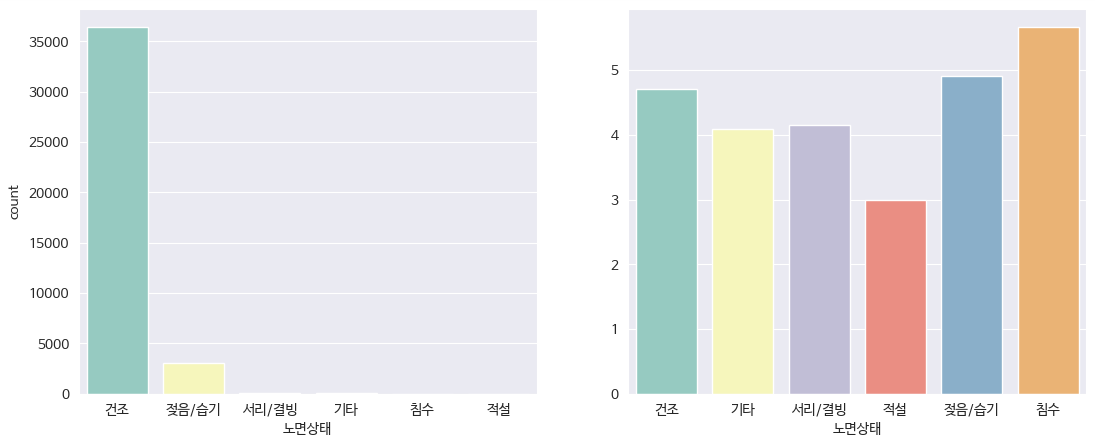 35000
30000
25000
20000
15000
10000
5000
0
count
건조 젖음/습기 서리/결빙 기타 침수 적설
노면상태
5
4
3
2
1
0
건조 기타 서리/결빙 적설 젖음/습기 침수
노면상태